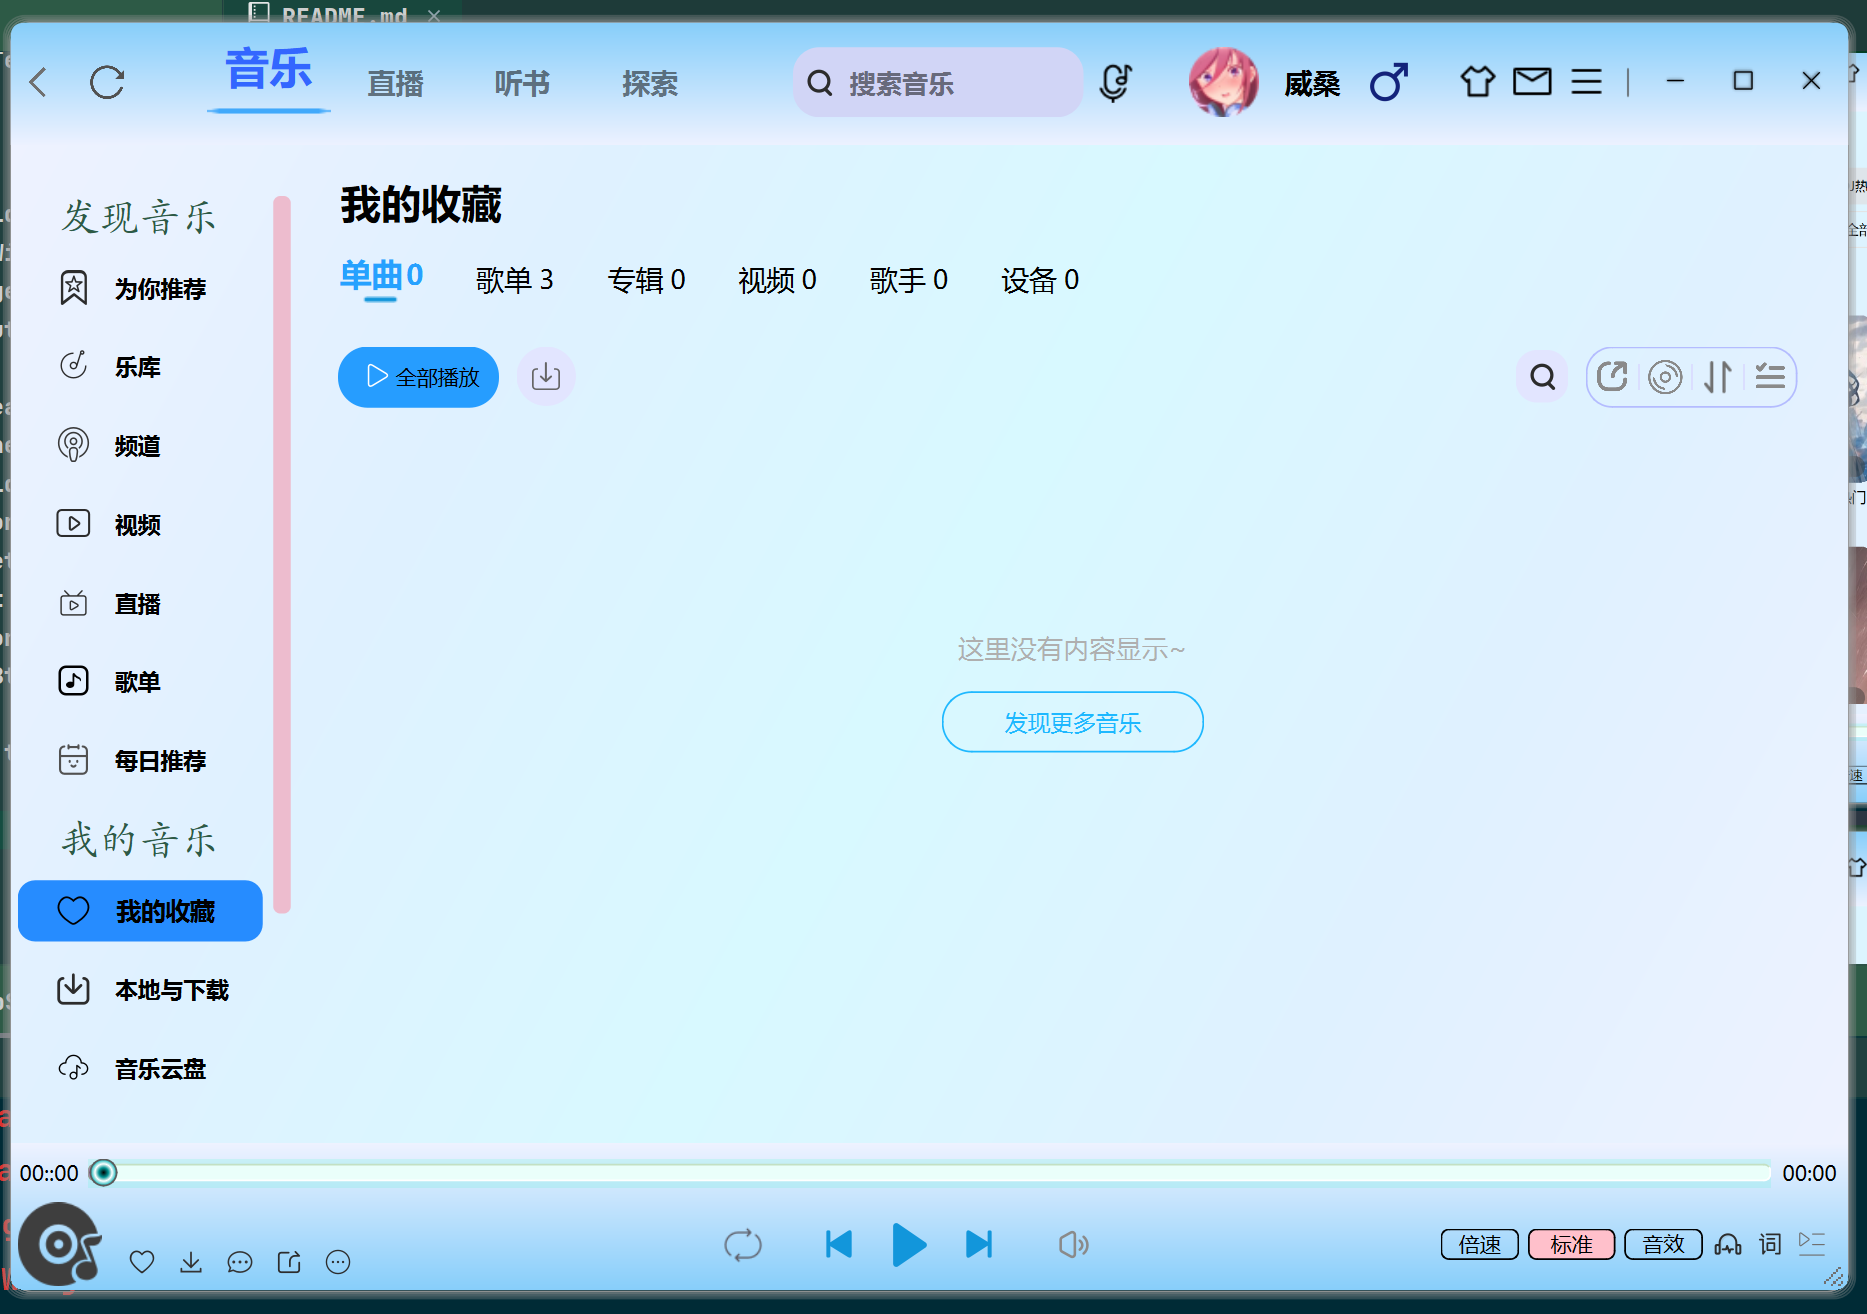 README.md
音乐
直播
听书
探索
搜索音乐
威桑
发现音乐
为你推荐
乐库
频道
视频
直播
歌单
每日推荐
我的音乐
我的收藏
本地与下载
音乐云盘
我的收藏
单曲 0
歌单 3
专辑 0
视频 0
歌手 0
设备 0
全部播放
这里没有内容显示~
发现更多音乐
00::00
00:00
倍速
标准
音效
词